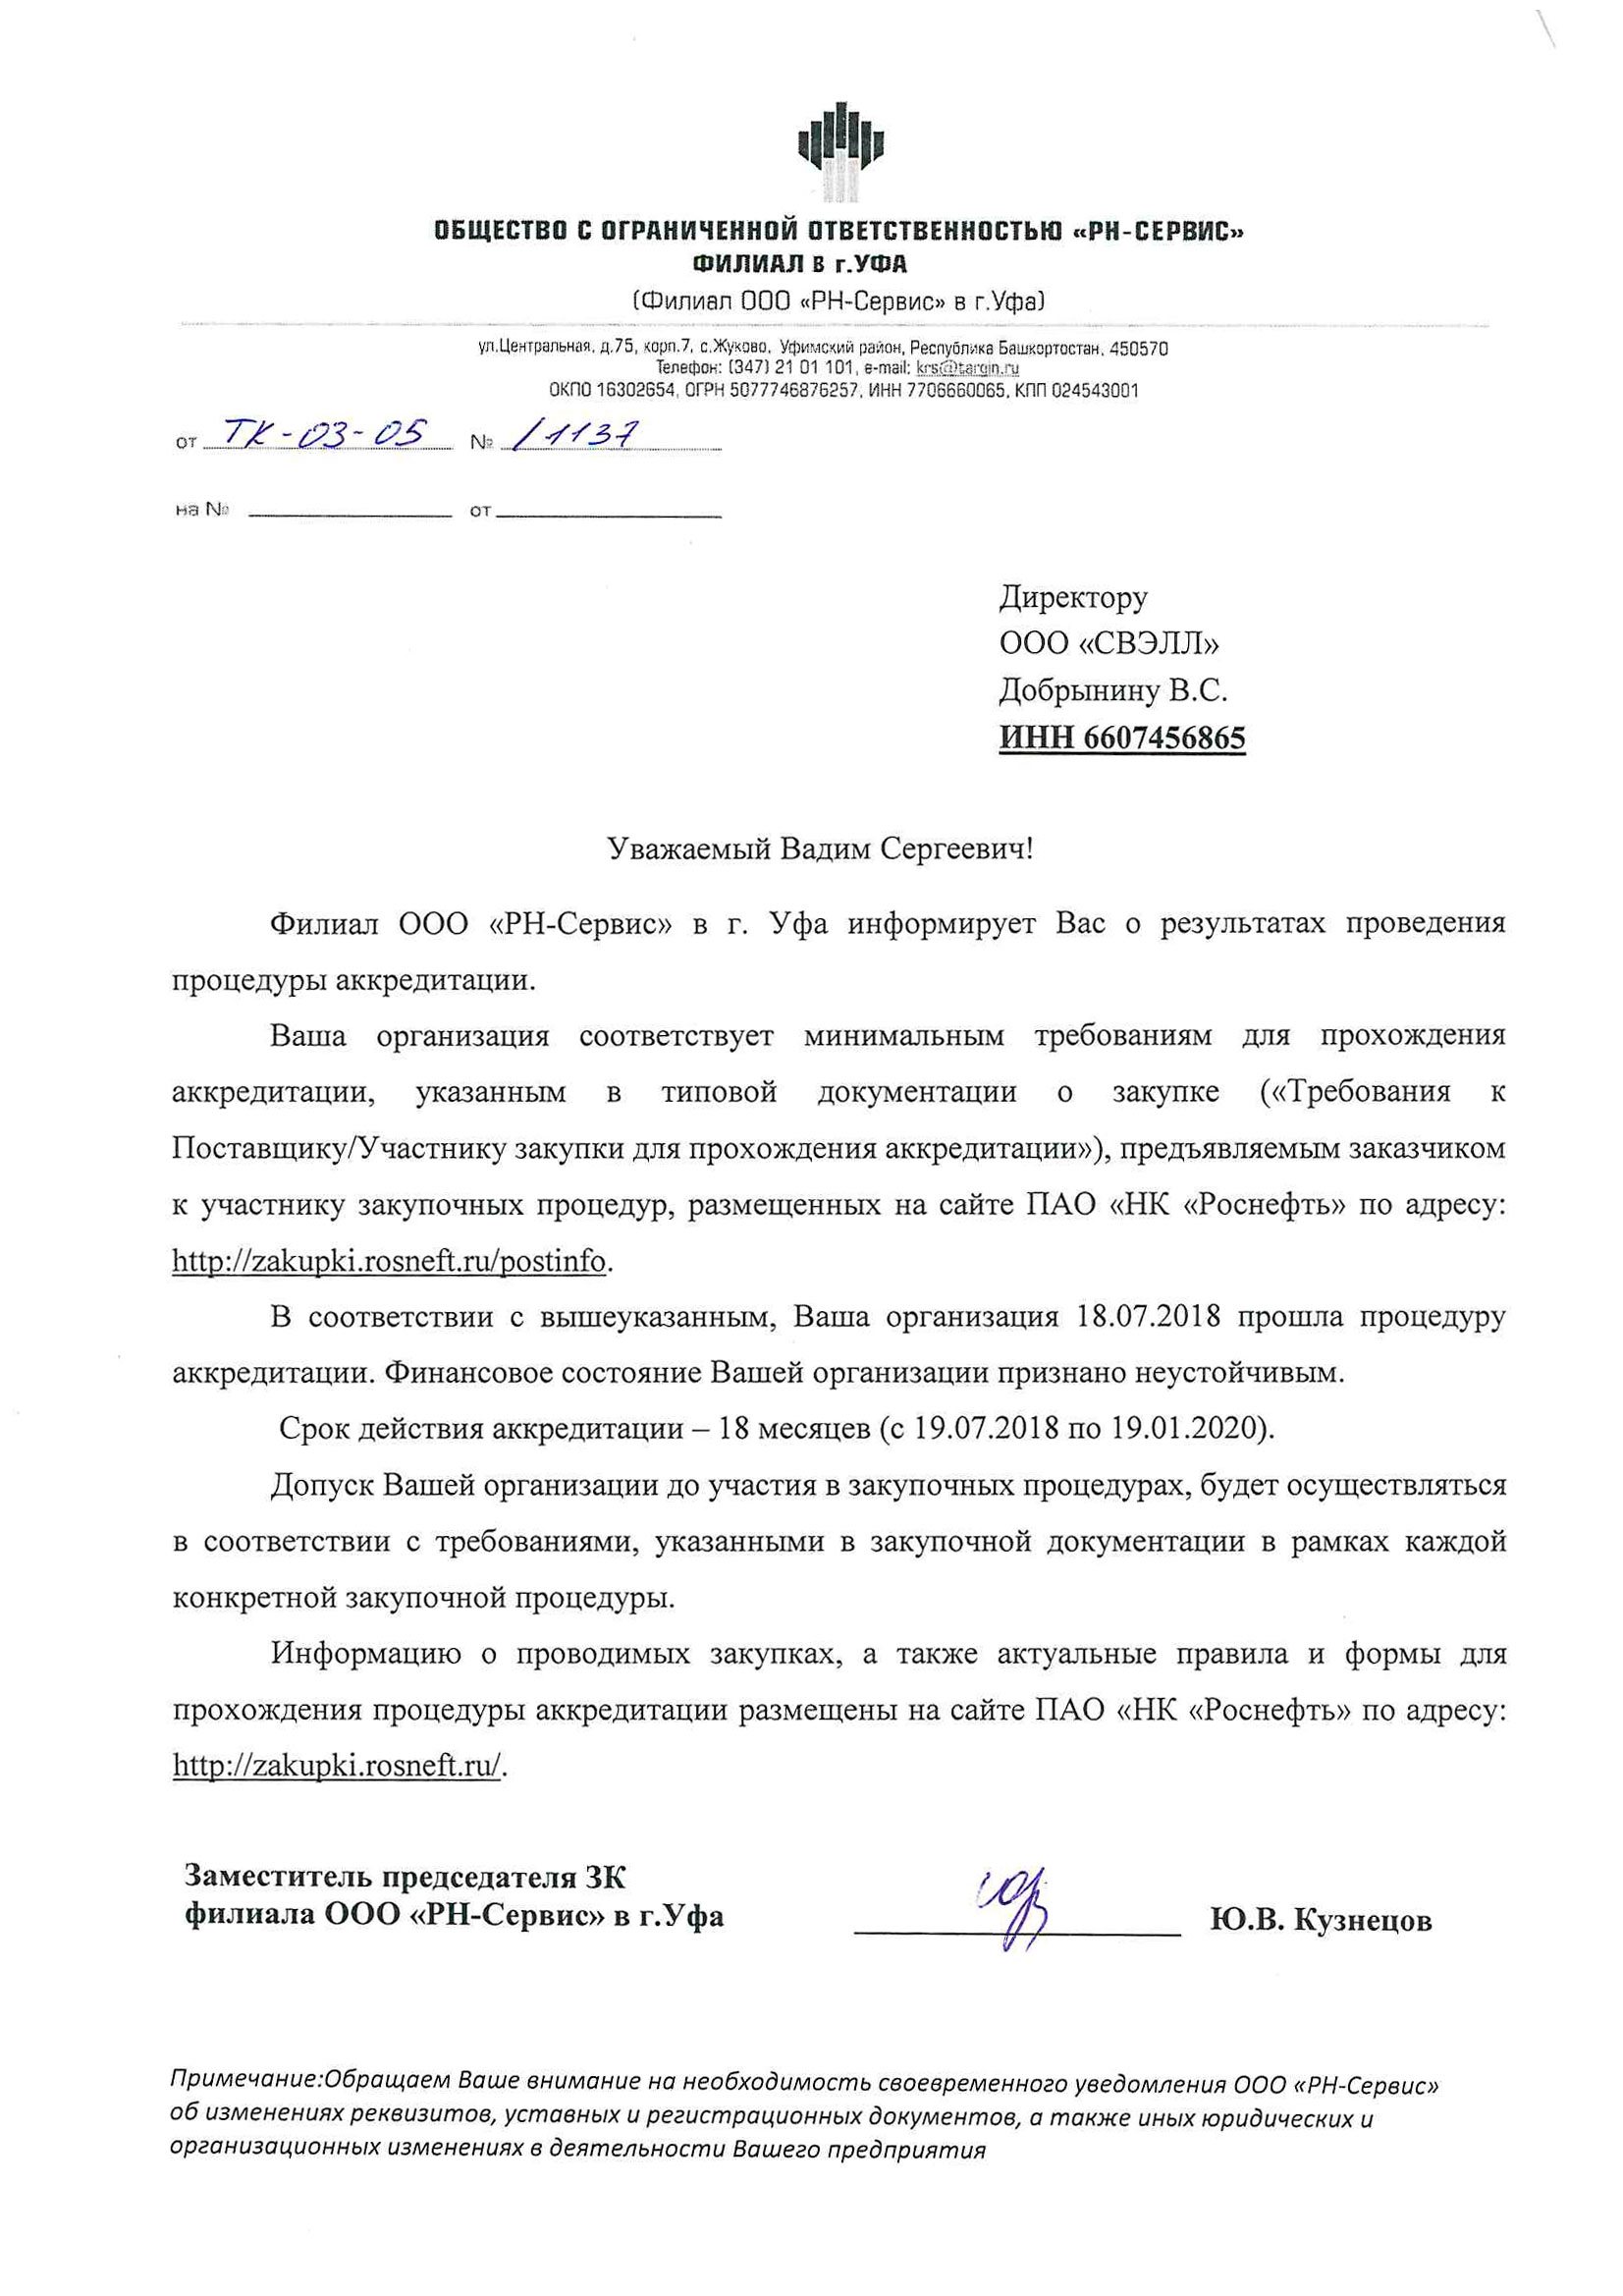 ОБЩЕСТВО С ОГРАНИЧЕННОЙ ОТВЕТСТВЕННОСТЬЮ «РН-СЕРВИС»
ФИЛИАЛ В г.УФА
(Филиал ООО «РН-Сервис» в г.Уфа)
ул.Центральная, д.75, корп.7, с.Жуково, Уфимский район, Республика Башкортостан, 450570
Телефон: (347) 21 01 101, e-mail: krs@targin.ru
ОКПО 16302654, ОГРН 5077746876257, ИНН 7706660065, КПП 024543001
от ТК-03-05 № /1137
на № от
Директору
ООО «СВЭЛЛ»
Добрынину В.С.
ИНН 6607456865
Уважаемый Вадим Сергеевич!
Филиал ООО «РН-Сервис» в г. Уфа информирует Вас о результатах проведения
процедуры аккредитации.
Ваша организация соответствует минимальным требованиям для прохождения
аккредитации, указанным в типовой документации о закупке («Требования к
Поставщику/Участнику закупки для прохождения аккредитации»), предъявляемым заказчиком
к участнику закупочных процедур, размещенных на сайте ПАО «НК «Роснефть» по адресу:
http://zakupki.rosneft.ru/postinfo.
В соответствии с вышеуказанным, Ваша организация 18.07.2018 прошла процедуру
аккредитации. Финансовое состояние Вашей организации признано неустойчивым.
Срок действия аккредитации – 18 месяцев (с 19.07.2018 по 19.01.2020).
Допуск Вашей организации до участия в закупочных процедурах, будет осуществляться
в соответствии с требованиями, указанными в закупочной документации в рамках каждой
конкретной закупочной процедуры.
Информацию о проводимых закупках, а также актуальные правила и формы для
прохождения процедуры аккредитации размещены на сайте ПАО «НК «Роснефть» по адресу:
http://zakupki.rosneft.ru/.
Заместитель председателя ЗК
филиала ООО «РН-Сервис» в г.Уфа Ю.В. Кузнецов
Примечание:Обращаем Ваше внимание на необходимость своевременного уведомления ООО «РН-Сервис»
об изменениях реквизитов, уставных и регистрационных документов, а также иных юридических и
организационных изменениях в деятельности Вашего предприятия